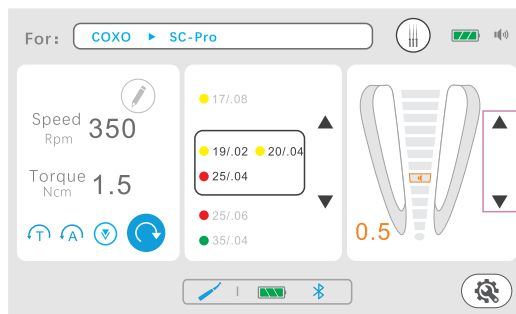 For: COXO ▶ SC-Pro
Speed
Rpm
350
Torque
Ncm
1.5
T
A
17/.08
19/.02 20/.04
25/.04
25/.06
35/.04
0.5